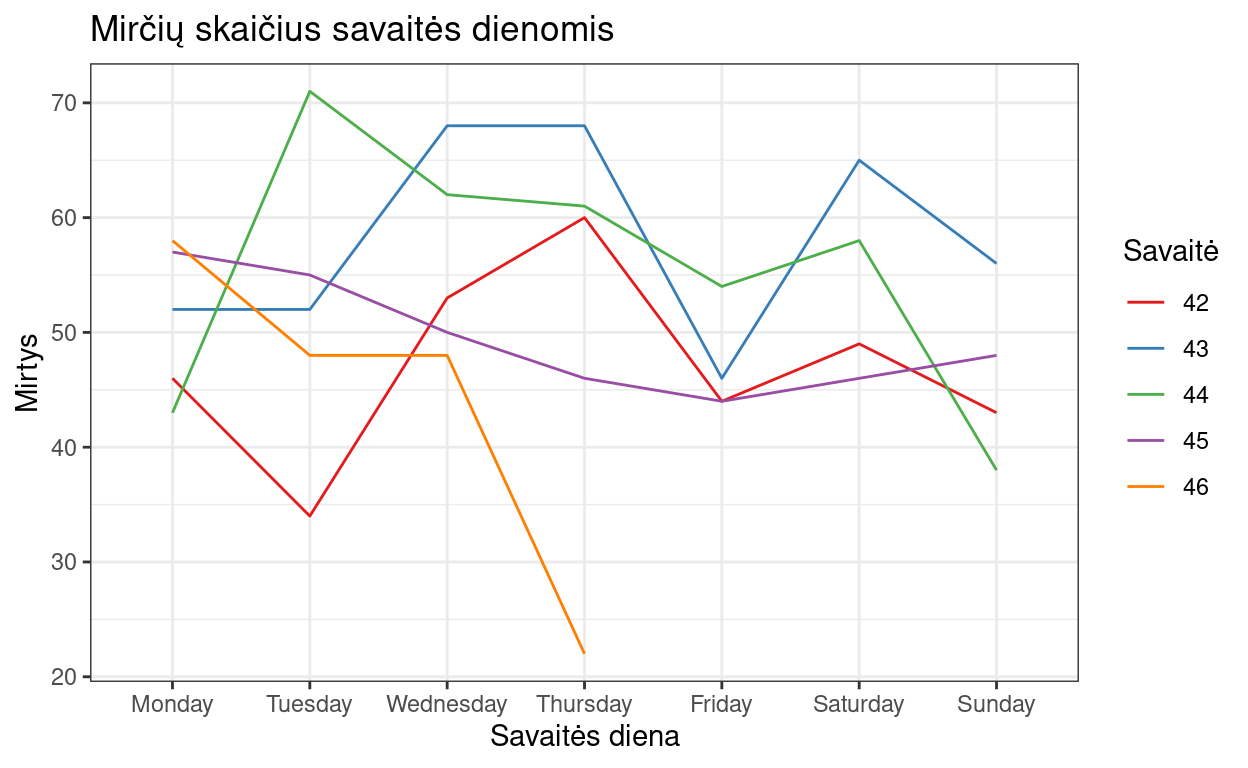 Mirčių skaičius savaitės dienomis
Mirtys
70
60
50
40
30
20
Monday Tuesday Wednesday Thursday Friday Saturday Sunday
Savaitės diena
Savaitė
42
43
44
45
46